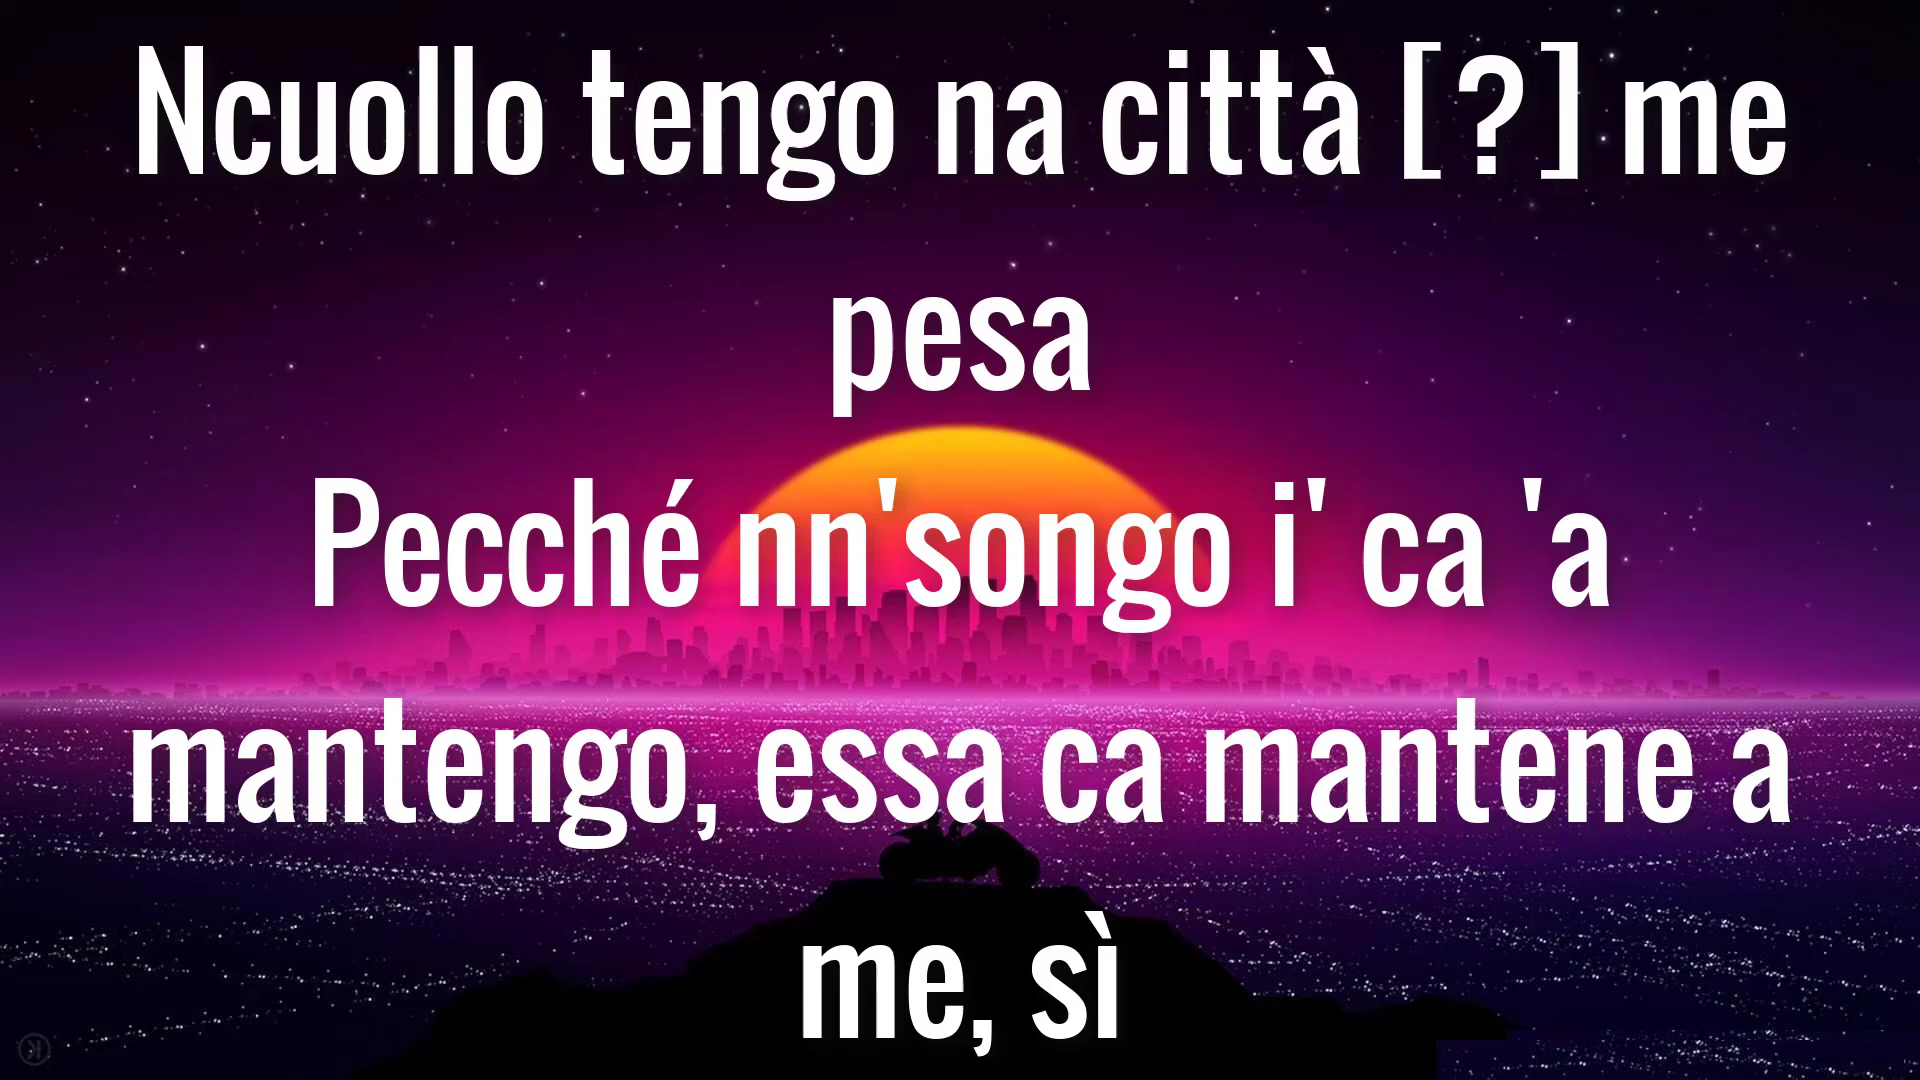 Ncuollo tengo na città [?] me
pesa
Pecché nn'songo i' ca 'a
mantengo, essa ca mantene a
me, sì